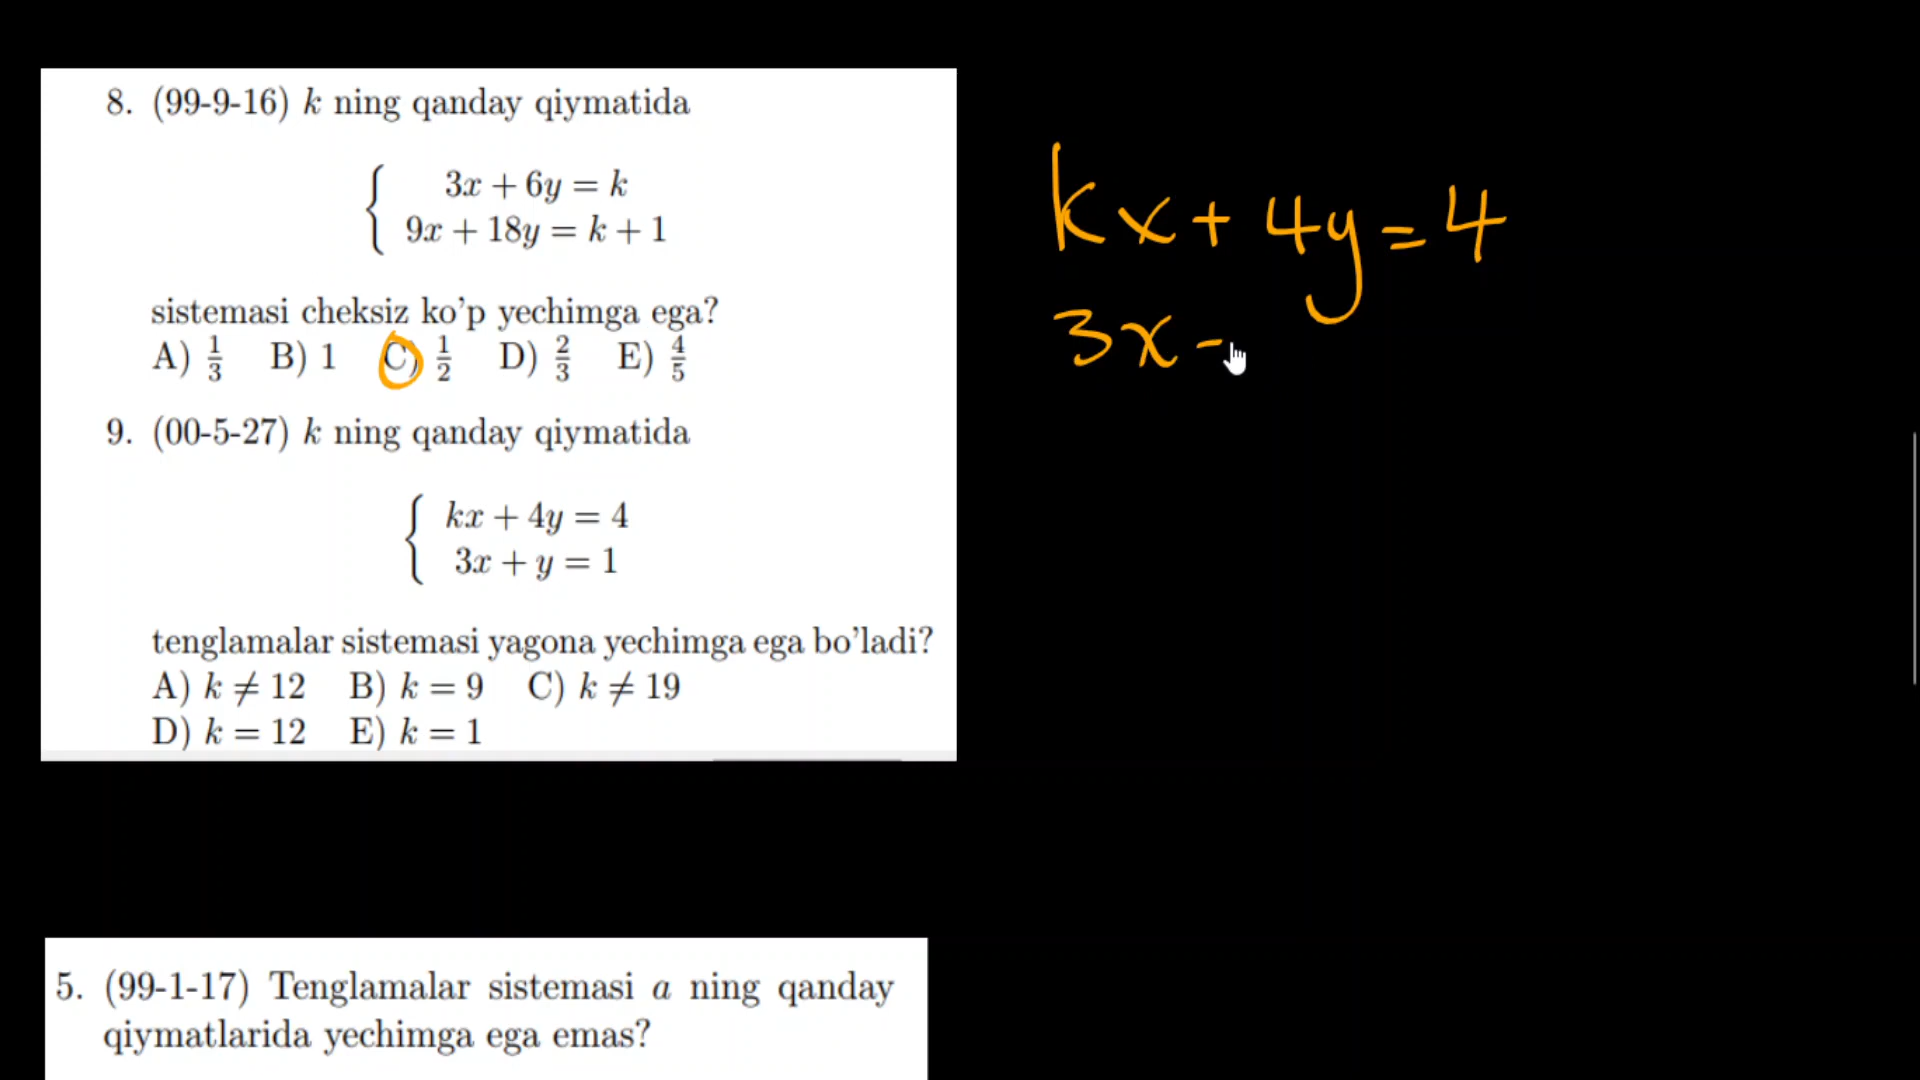 8. (99-9-16) k ning qanday qiymatida
3x + 6y = k
9x + 18y = k + 1
sistemasi cheksiz ko'p yechimga ega?
A) 1/3 B) 1 C) 1/2 D) 2/3 E) 4/5
9. (00-5-27) k ning qanday qiymatida
kx + 4y = 4
3x + y = 1
tenglamalar sistemasi yagona yechimga ega bo'ladi?
A) k ≠ 12 B) k = 9 C) k ≠ 19
D) k = 12 E) k = 1
kx + 4y = 4
3x -
5. (99-1-17) Tenglamalar sistemasi a ning qanday
qiymatlarida yechimga ega emas?